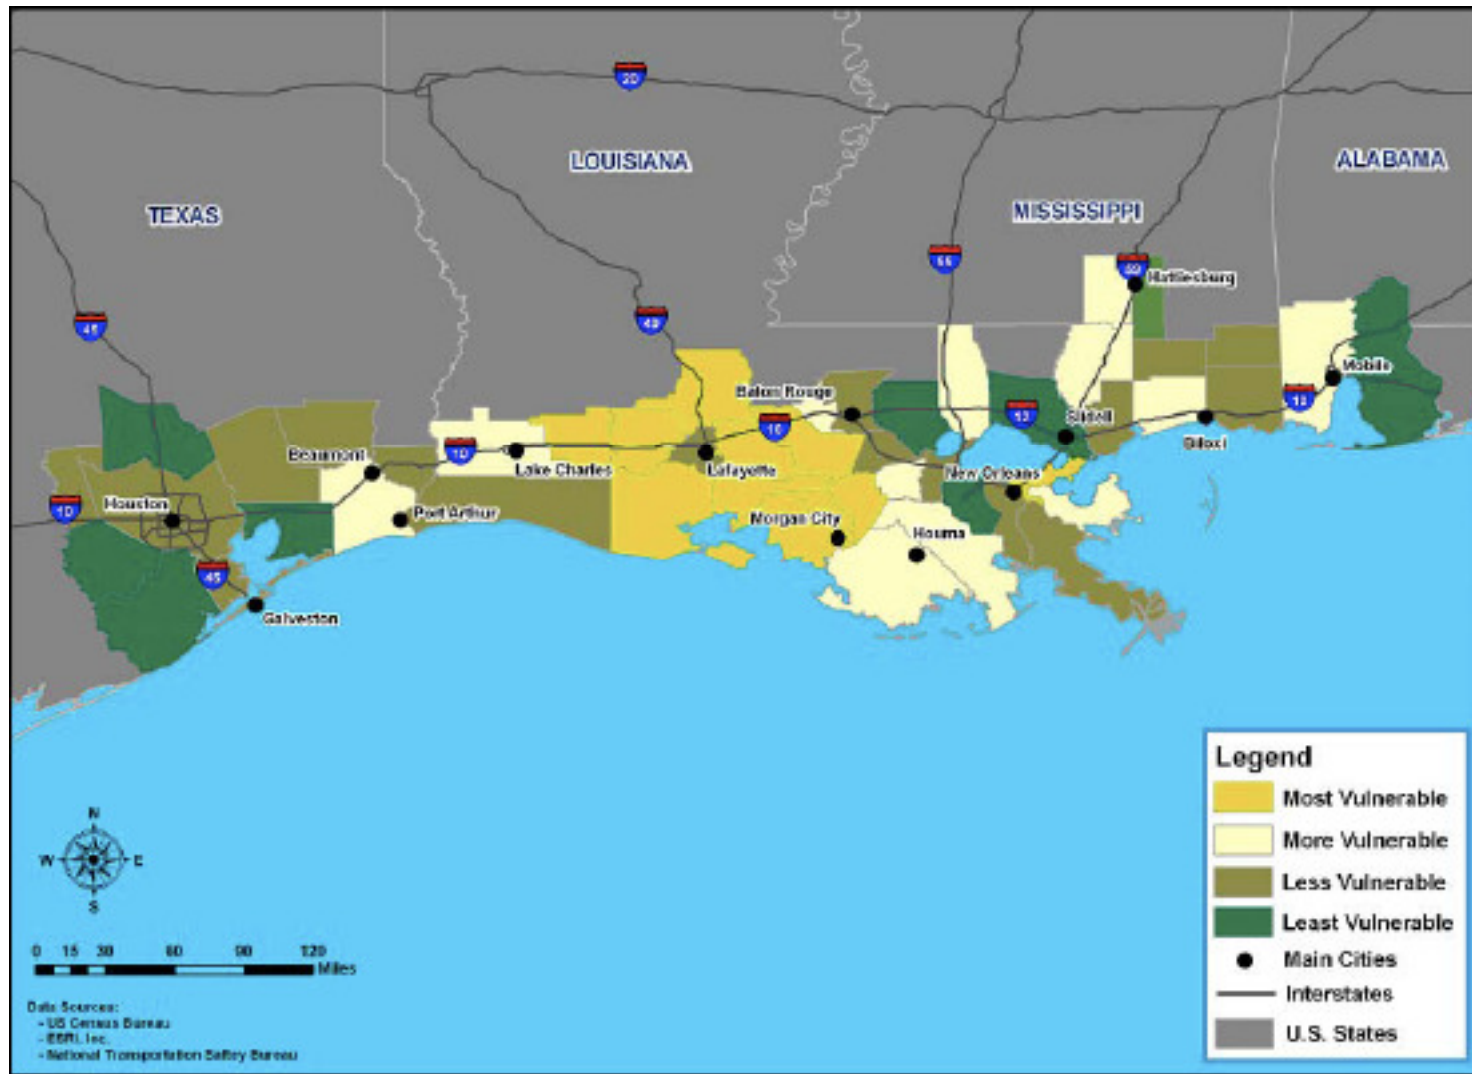 20
LOUISIANA
ALABAMA
TEXAS
MISSISSIPPI
55
59
Hattiesburg
45
49
Mobile
Baton Rouge
10
12
Slidell
10
Biloxi
Beaumont
10
Lake Charles
Lafayette
New Orleans
Houston
10
Port Arthur
Morgan City
Houma
45
Galveston
Legend
Most Vulnerable
More Vulnerable
Less Vulnerable
Least Vulnerable
Main Cities
Interstates
U.S. States
N
W E
S
0 15 30 60 90 120
Miles
Data Sources:
- US Census Bureau
- ESRI, Inc.
- National Transportation Saftey Bureau